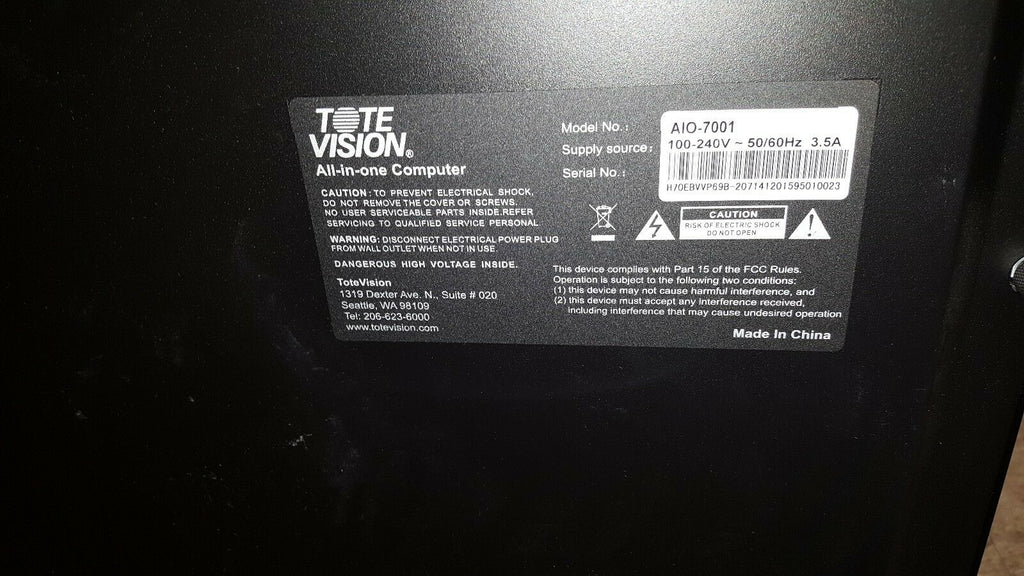 TOTE
VISION®
All-in-one Computer
CAUTION: TO PREVENT ELECTRICAL SHOCK,
DO NOT REMOVE THE COVER OR SCREWS.
NO USER SERVICEABLE PARTS INSIDE.REFER
SERVICING TO QUALIFIED SERVICE PERSONAL
WARNING: DISCONNECT ELECTRICAL POWER PLUG
FROM WALL OUTLET WHEN NOT IN USE
DANGEROUS HIGH VOLTAGE INSIDE.
ToteVision
1319 Dexter Ave. N., Suite # 020
Seattle, WA 98109
Tel: 206-623-6000
www.totevision.com
Model No.: AIO-7001
Supply source: 100-240V ~ 50/60Hz 3.5A
Serial No.:
H70EBVVP69B-207141201595010023
CAUTION
RISK OF ELECTRIC SHOCK
DO NOT OPEN
This device complies with Part 15 of the FCC Rules.
Operation is subject to the following two conditions:
(1) this device may not cause harmful interference, and
(2) this device must accept any interference received,
including interference that may cause undesired operation
Made In China